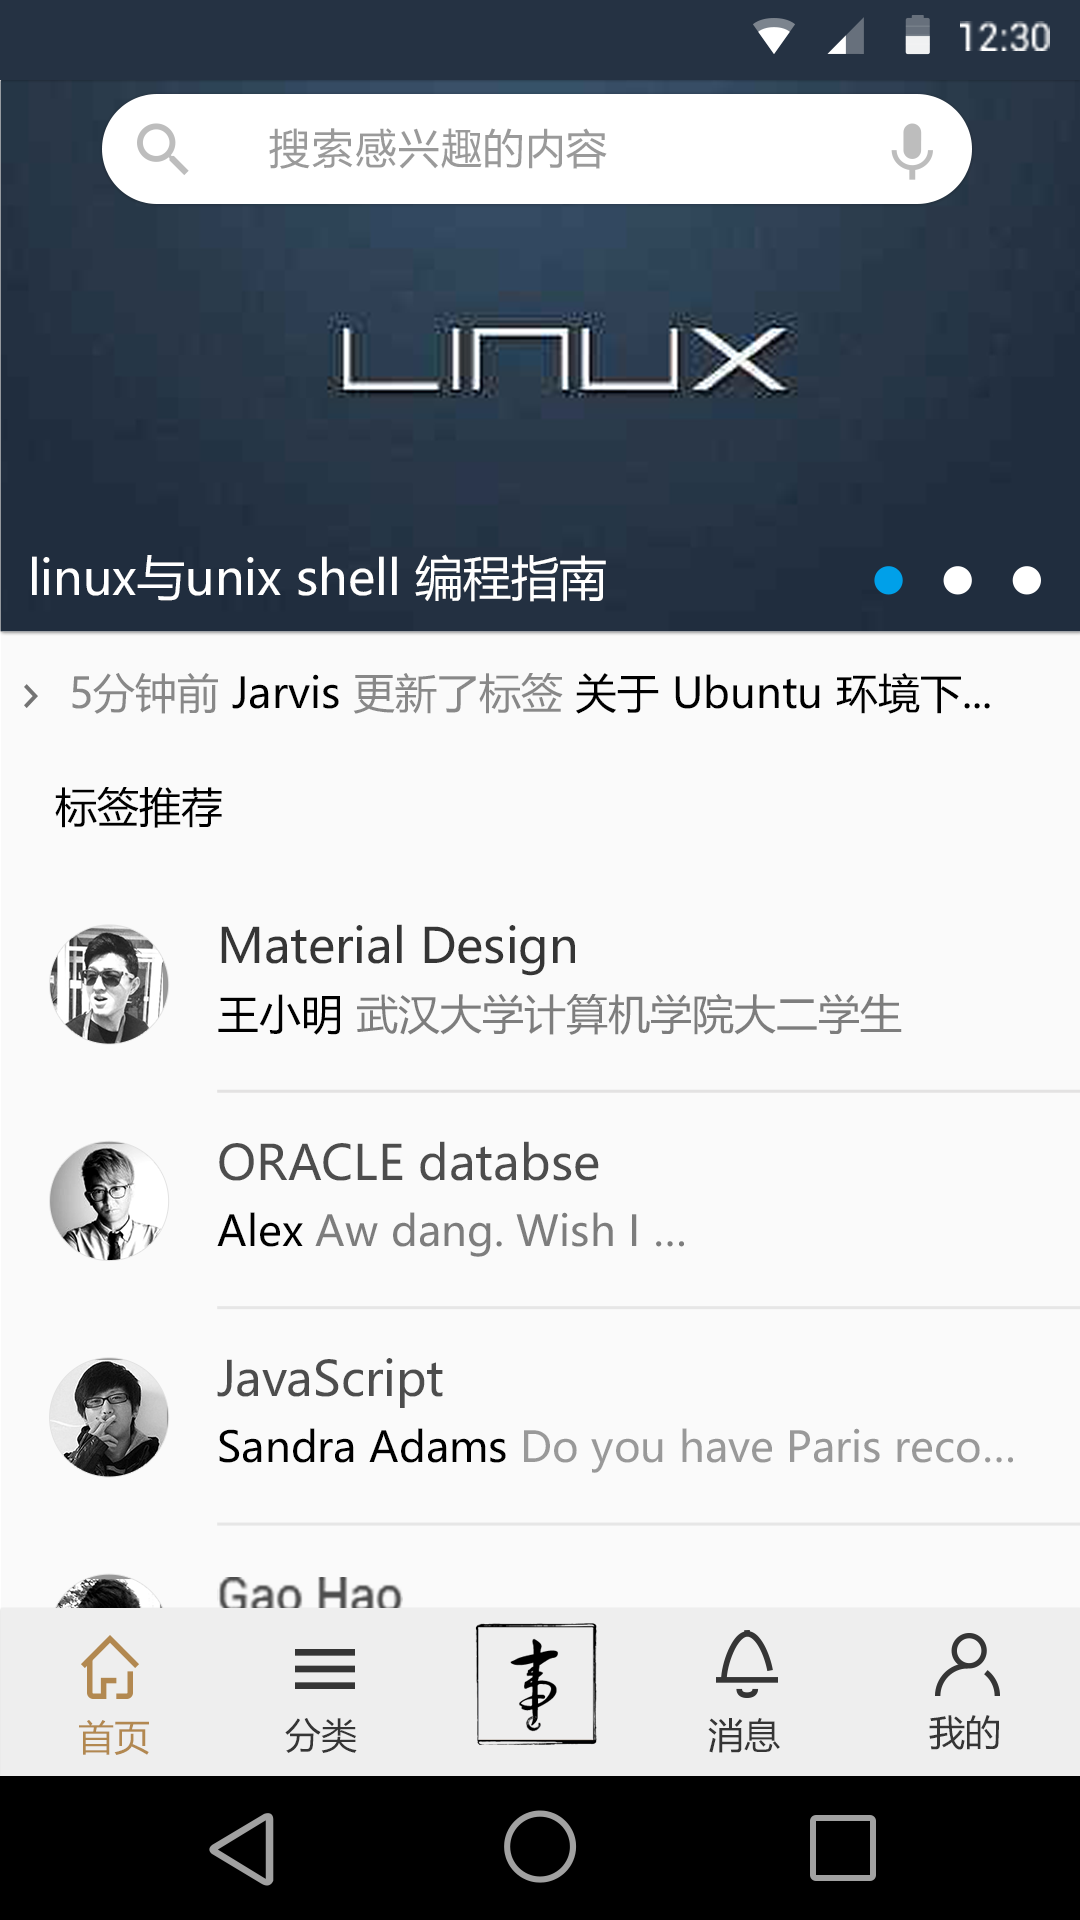 12:30
搜索感兴趣的内容
LINUX
linux与unix shell 编程指南
5分钟前 Jarvis 更新了标签 关于 Ubuntu 环境下...
标签推荐
Material Design
王小明 武汉大学计算机学院大二学生
ORACLE databse
Alex Aw dang. Wish I ...
JavaScript
Sandra Adams Do you have Paris reco...
Gao Hao
首页 分类 消息 我的